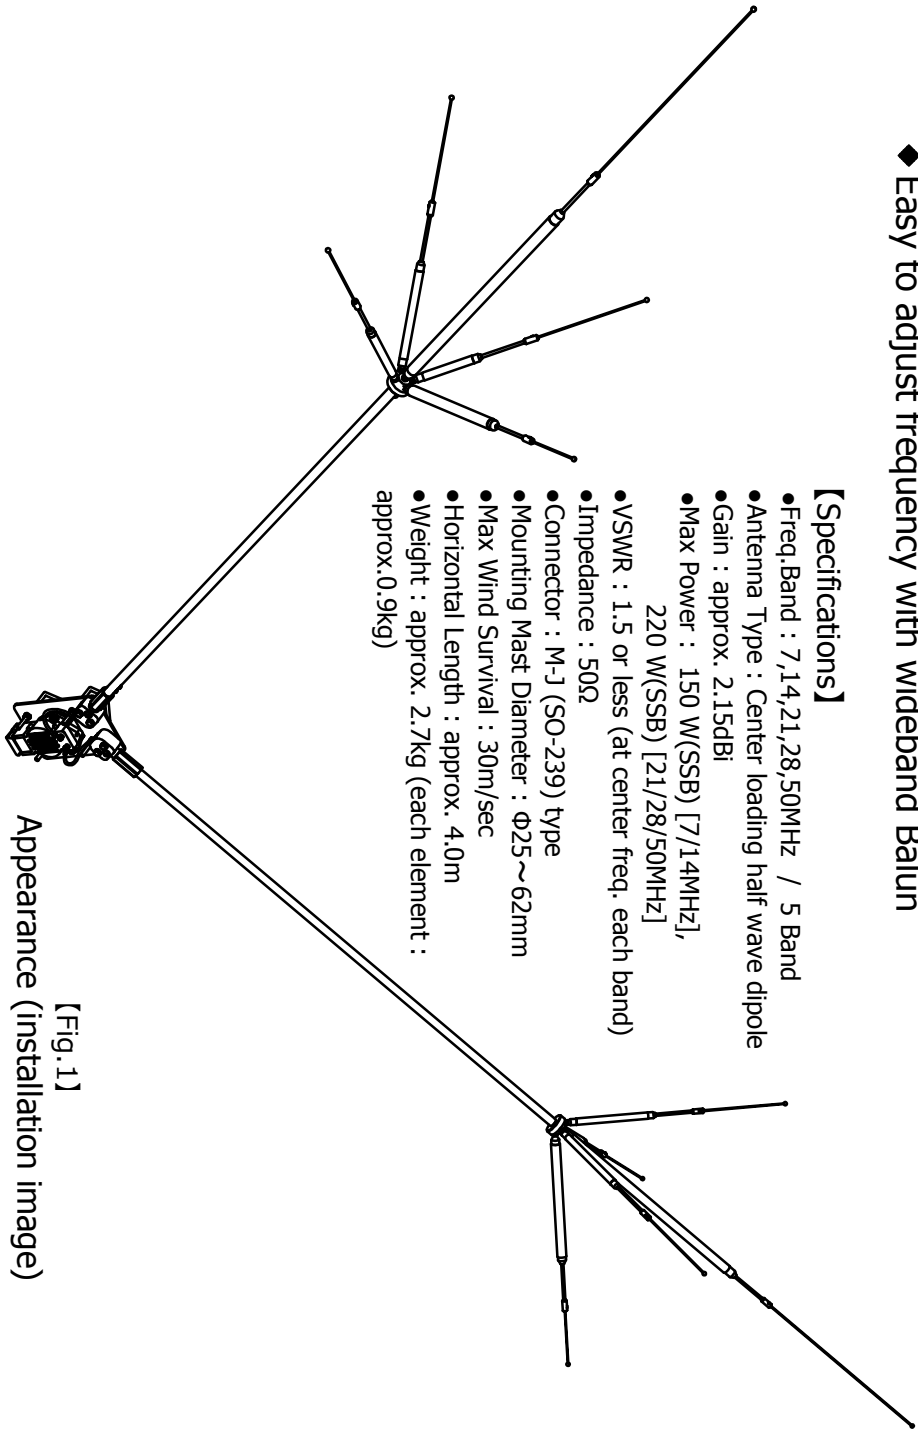 ◆ Easy to adjust frequency with wideband Balun
【Specifications】
●Freq.Band : 7,14,21,28,50MHz / 5 Band
●Antenna Type : Center loading half wave dipole
●Gain : approx. 2.15dBi
●Max Power : 150 W(SSB) [7/14MHz],
220 W(SSB) [21/28/50MHz]
●VSWR : 1.5 or less (at center freq. each band)
●Impedance : 50Ω
●Connector : M-J (SO-239) type
●Mounting Mast Diameter : Φ25～62mm
●Max Wind Survival : 30m/sec
●Horizontal Length : approx. 4.0m
●Weight : approx. 2.7kg (each element :
approx.0.9kg)
【Fig.1】
Appearance (installation image)